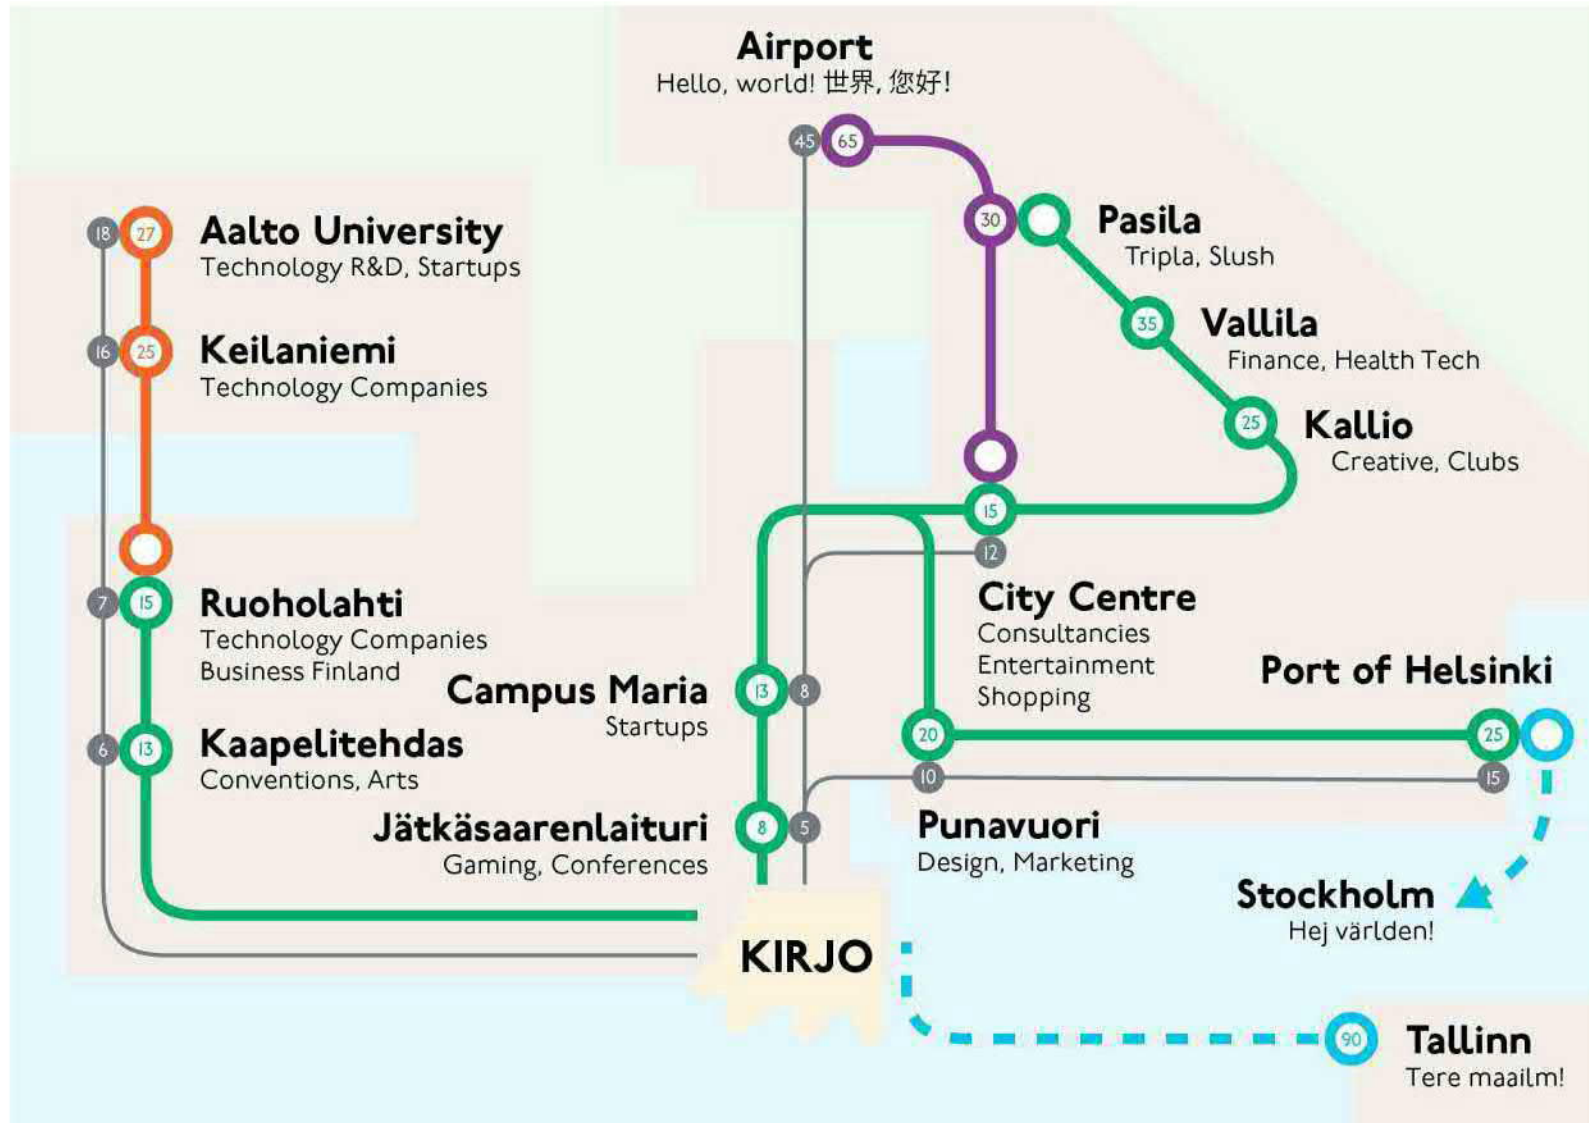 Airport
Hello, world! 世界, 您好!
45 65
18 27 Aalto University
Technology R&D, Startups
16 25 Keilaniemi
Technology Companies
7 15 Ruoholahti
Technology Companies
Business Finland
6 13 Kaapelitehdas
Conventions, Arts
30 Pasila
Tripla, Slush
35 Vallila
Finance, Health Tech
25 Kallio
Creative, Clubs
15
12
City Centre
Consultancies
Entertainment
Shopping
Campus Maria 13 8
Startups
Jätkäsaarenlaituri 8 5
Gaming, Conferences
20
10
Punavuori
Design, Marketing
Port of Helsinki
25
15
Stockholm
Hej världen!
KIRJO
90 Tallinn
Tere maailm!